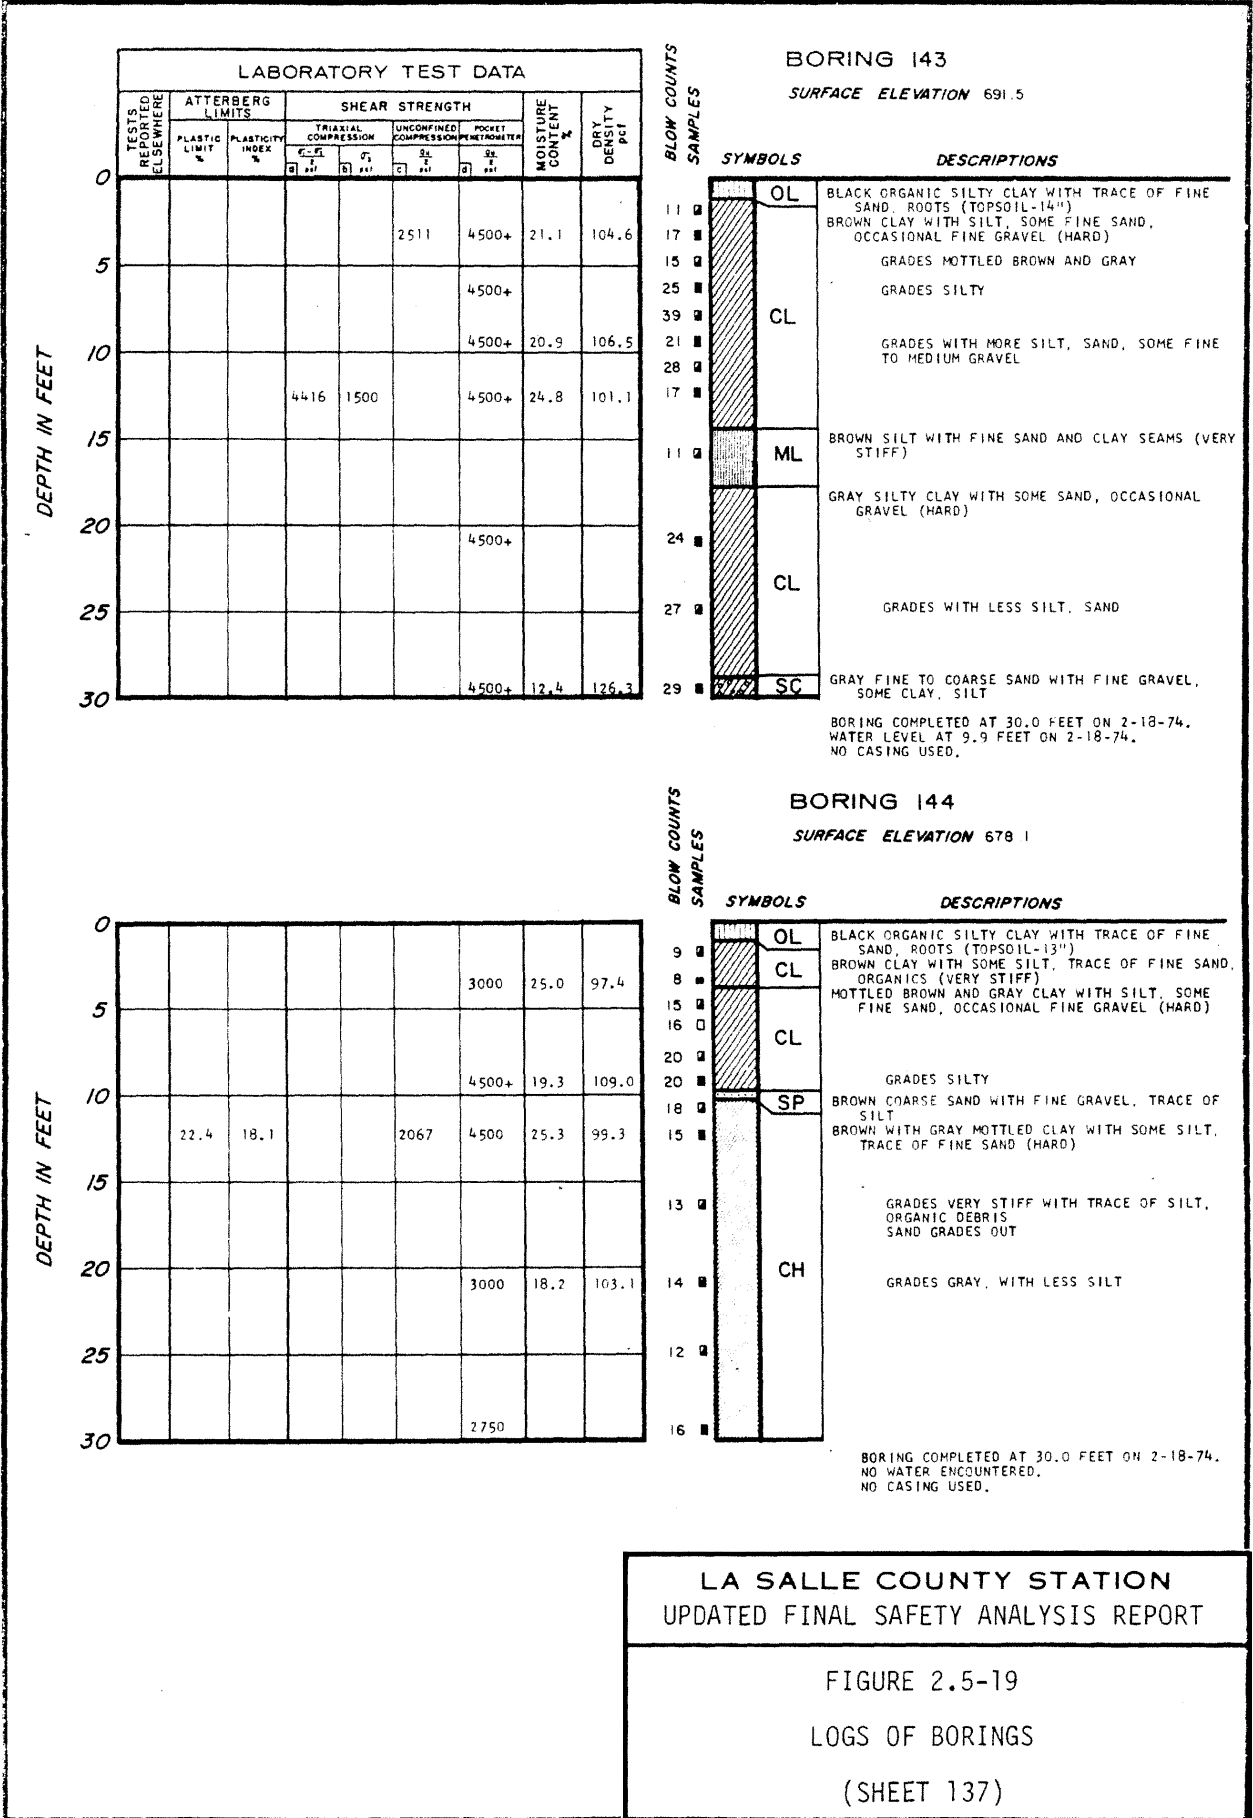 LABORATORY TEST DATA
TESTS REPORTED ELSEWHERE
ATTERBERG LIMITS
SHEAR STRENGTH
MOISTURE CONTENT %
DRY DENSITY pcf
PLASTIC LIMIT %
PLASTICITY INDEX %
TRIAXIAL COMPRESSION
UNCONFINED COMPRESSION
POCKET PENETROMETER
BLOW COUNTS
SAMPLES
BORING 143
SURFACE ELEVATION 691.5
SYMBOLS
DESCRIPTIONS
DEPTH IN FEET
0
5
10
15
20
25
30
2511 4500+ 21.1 104.6
4500+
4500+ 20.9 106.5
4416 1500 4500+ 24.8 101.1
4500+
4500+ 12.4 126.3
11
17
15
25
39
21
28
17
11
24
27
29
OL
CL
ML
CL
SC
BLACK ORGANIC SILTY CLAY WITH TRACE OF FINE
SAND, ROOTS (TOPSOIL-14")
BROWN CLAY WITH SILT, SOME FINE SAND,
OCCASIONAL FINE GRAVEL (HARD)
GRADES MOTTLED BROWN AND GRAY
GRADES SILTY
GRADES WITH MORE SILT, SAND, SOME FINE
TO MEDIUM GRAVEL
BROWN SILT WITH FINE SAND AND CLAY SEAMS (VERY
STIFF)
GRAY SILTY CLAY WITH SOME SAND, OCCASIONAL
GRAVEL (HARD)
GRADES WITH LESS SILT, SAND
GRAY FINE TO COARSE SAND WITH FINE GRAVEL,
SOME CLAY, SILT
BORING COMPLETED AT 30.0 FEET ON 2-18-74.
WATER LEVEL AT 9.9 FEET ON 2-18-74.
NO CASING USED.
BLOW COUNTS
SAMPLES
BORING 144
SURFACE ELEVATION 678 1
SYMBOLS
DESCRIPTIONS
DEPTH IN FEET
0
5
10
15
20
25
30
3000 25.0 97.4
4500+ 19.3 109.0
22.4 18.1 2067 4500 25.3 99.3
3000 18.2 103.1
2750
9
8
15
16
20
20
18
15
13
14
12
16
OL
CL
CL
SP
CH
BLACK ORGANIC SILTY CLAY WITH TRACE OF FINE
SAND, ROOTS (TOPSOIL-13")
BROWN CLAY WITH SOME SILT, TRACE OF FINE SAND,
ORGANICS (VERY STIFF)
MOTTLED BROWN AND GRAY CLAY WITH SILT, SOME
FINE SAND, OCCASIONAL FINE GRAVEL (HARD)
GRADES SILTY
BROWN COARSE SAND WITH FINE GRAVEL, TRACE OF
SILT
BROWN WITH GRAY MOTTLED CLAY WITH SOME SILT,
TRACE OF FINE SAND (HARD)
GRADES VERY STIFF WITH TRACE OF SILT,
ORGANIC DEBRIS
SAND GRADES OUT
GRADES GRAY, WITH LESS SILT
BORING COMPLETED AT 30.0 FEET ON 2-18-74.
NO WATER ENCOUNTERED.
NO CASING USED.
LA SALLE COUNTY STATION
UPDATED FINAL SAFETY ANALYSIS REPORT
FIGURE 2.5-19
LOGS OF BORINGS
(SHEET 137)